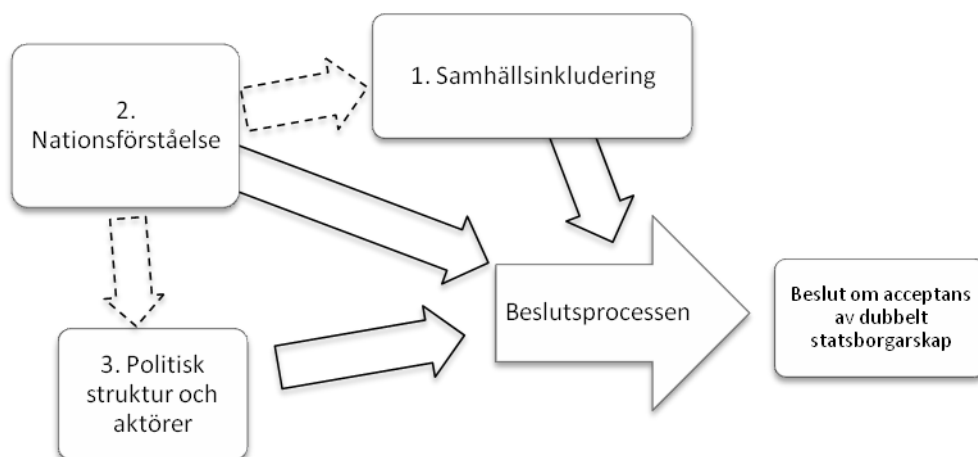 1. Samhällsinkludering
2.
Nationsförståelse
3. Politisk
struktur och
aktörer
Beslutsprocessen
Beslut om acceptans
av dubbelt
statsborgarskap